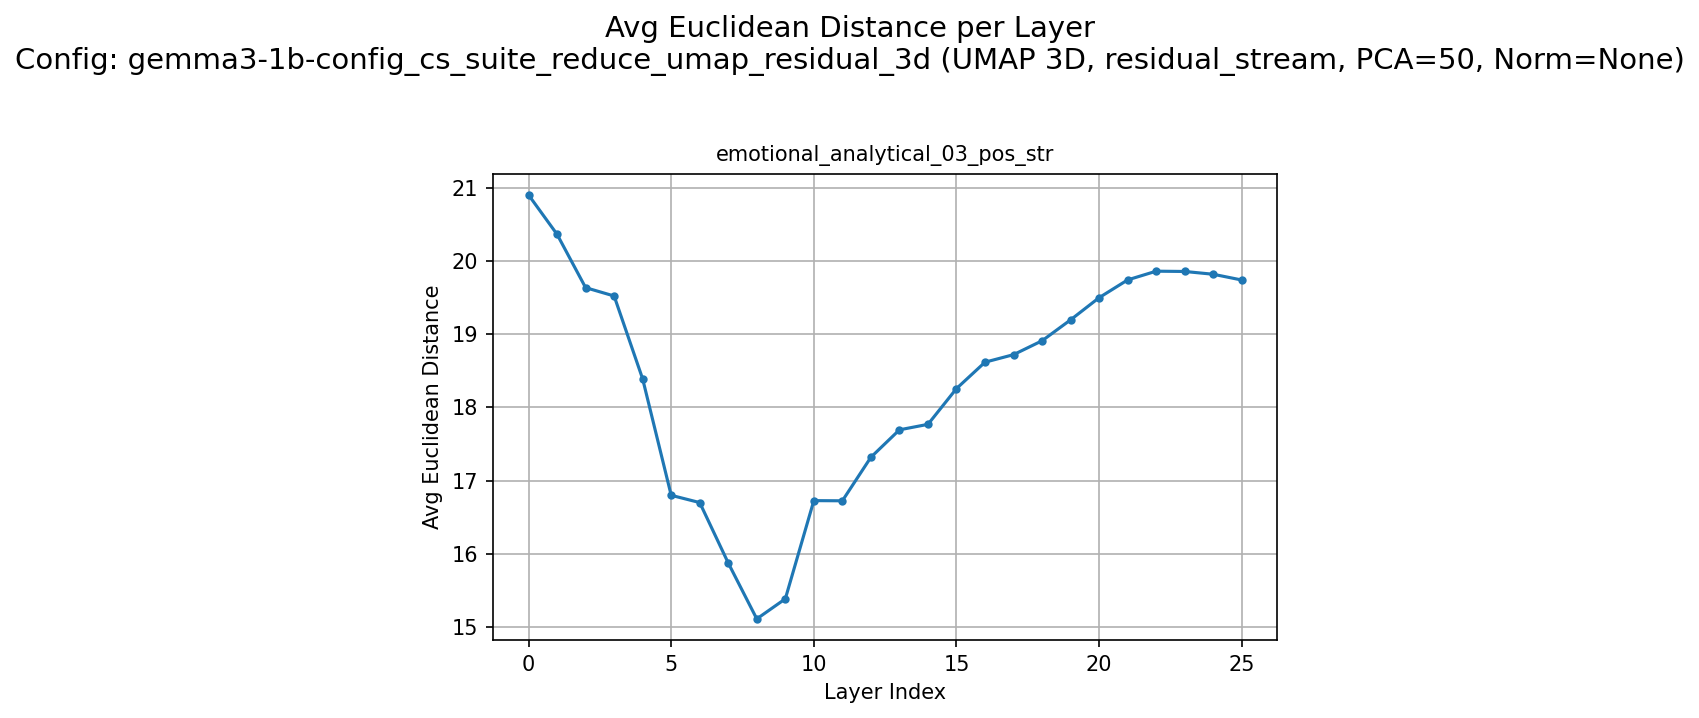 Avg Euclidean Distance per Layer
Config: gemma3-1b-config_cs_suite_reduce_umap_residual_3d (UMAP 3D, residual_stream, PCA=50, Norm=None)
emotional_analytical_03_pos_str
Avg Euclidean Distance
21
20
19
18
17
16
15
0 5 10 15 20 25
Layer Index